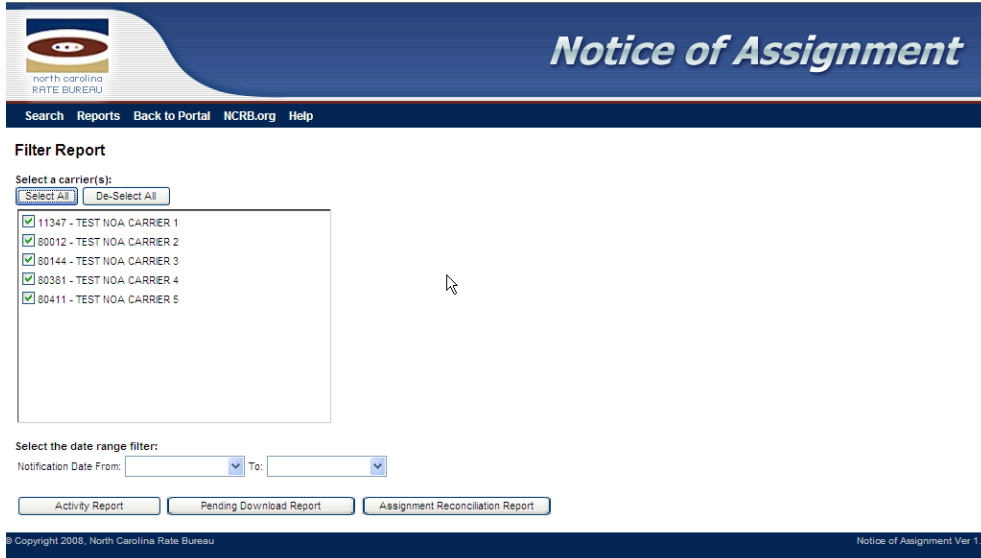 north carolina
RATE BUREAU
Notice of Assignment
Search Reports Back to Portal NCRB.org Help
Filter Report
Select a carrier(s):
Select All De-Select All
11347 - TEST NOA CARRIER 1
80012 - TEST NOA CARRIER 2
80144 - TEST NOA CARRIER 3
80381 - TEST NOA CARRIER 4
80411 - TEST NOA CARRIER 5
Select the date range filter:
Notification Date From: To:
Activity Report Pending Download Report Assignment Reconciliation Report
© Copyright 2008, North Carolina Rate Bureau Notice of Assignment Ver 1.